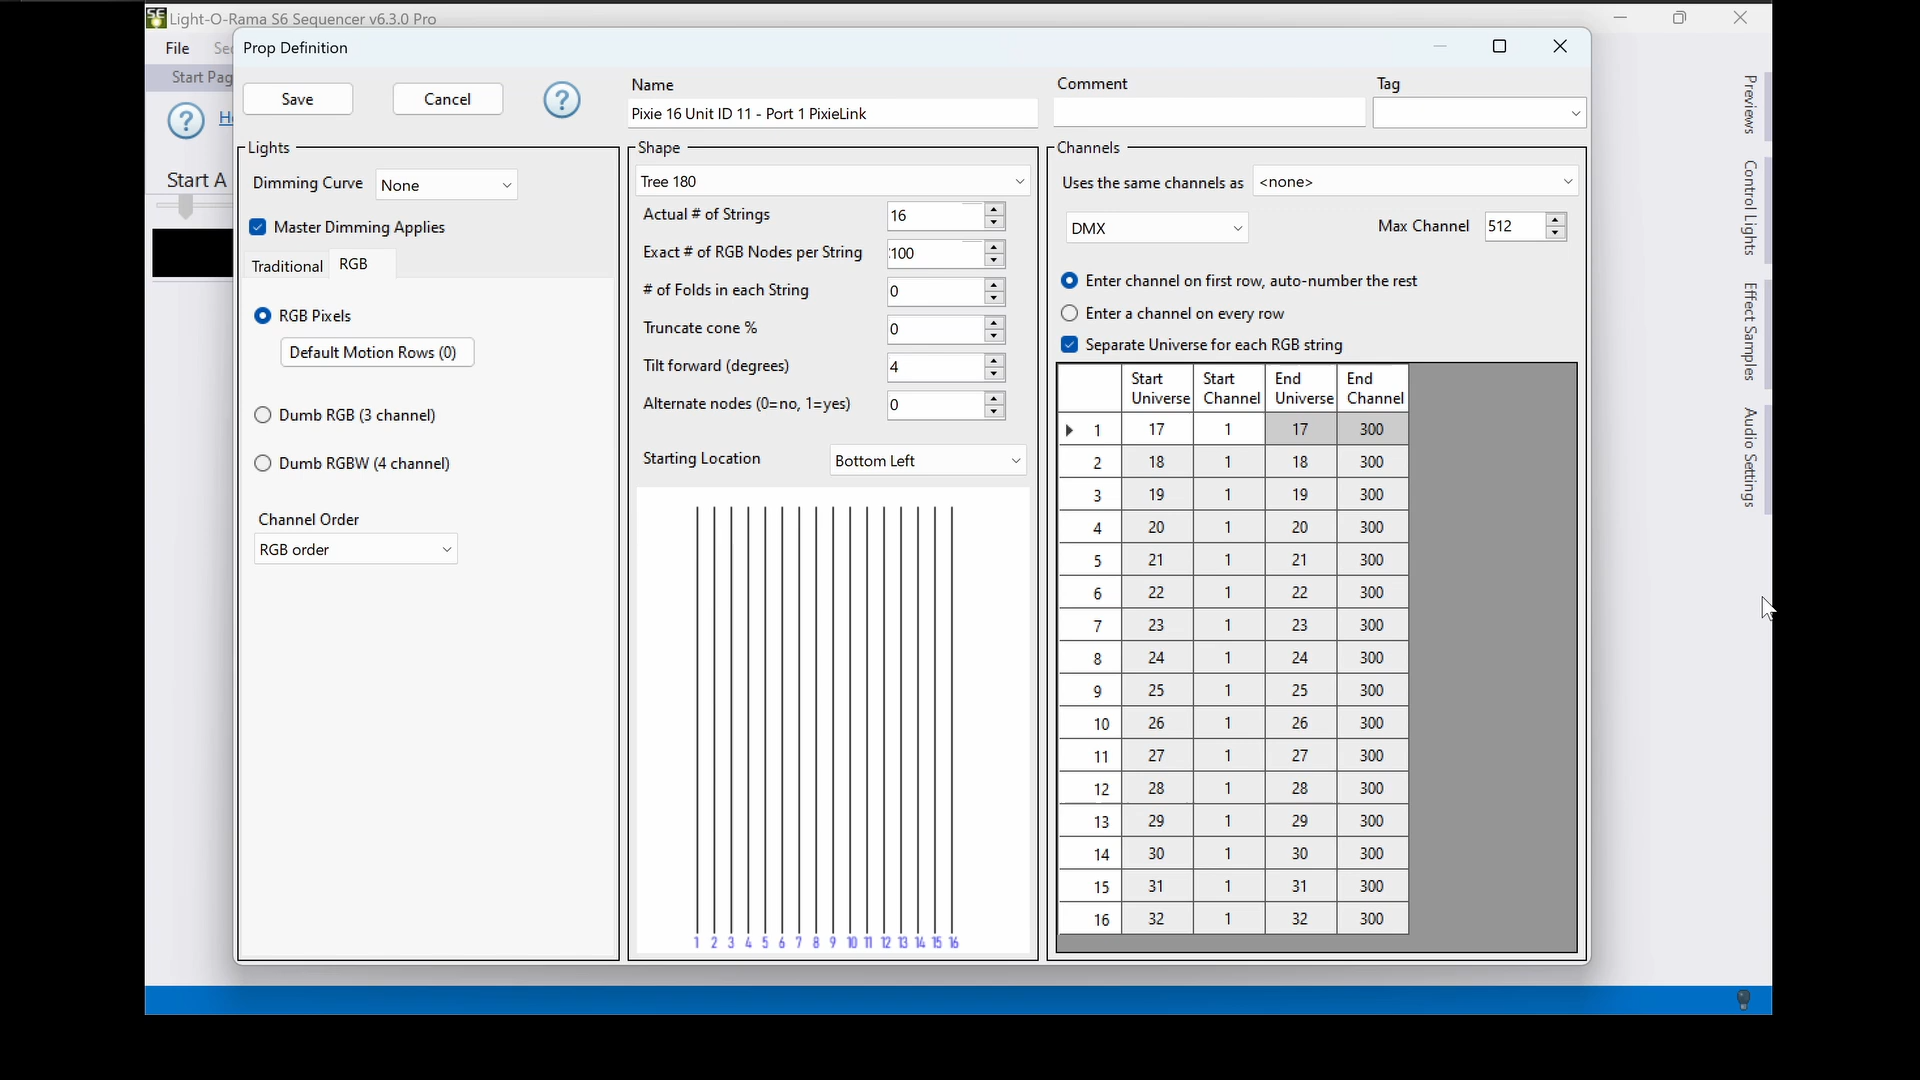 Light-O-Rama S6 Sequencer v6.3.0 Pro
File
Prop Definition
Start Pag
Save
Cancel
Name
Pixie 16 Unit ID 11 - Port 1 PixieLink
Comment
Tag
Start A
Lights
Dimming Curve
None
Master Dimming Applies
Traditional
RGB
RGB Pixels
Default Motion Rows (0)
Dumb RGB (3 channel)
Dumb RGBW (4 channel)
Channel Order
RGB order
Shape
Tree 180
Actual # of Strings
16
Exact # of RGB Nodes per String
100
# of Folds in each String
0
Truncate cone %
0
Tilt forward (degrees)
4
Alternate nodes (0=no, 1=yes)
0
Starting Location
Bottom Left
1 2 3 4 5 6 7 8 9 10 11 12 13 14 15 16
Channels
Uses the same channels as
<none>
DMX
Max Channel
512
Enter channel on first row, auto-number the rest
Enter a channel on every row
Separate Universe for each RGB string
Start Universe Start Channel End Universe End Channel
1 17 1 17 300
2 18 1 18 300
3 19 1 19 300
4 20 1 20 300
5 21 1 21 300
6 22 1 22 300
7 23 1 23 300
8 24 1 24 300
9 25 1 25 300
10 26 1 26 300
11 27 1 27 300
12 28 1 28 300
13 29 1 29 300
14 30 1 30 300
15 31 1 31 300
16 32 1 32 300
Previews
Control Lights
Effect Samples
Audio Settings